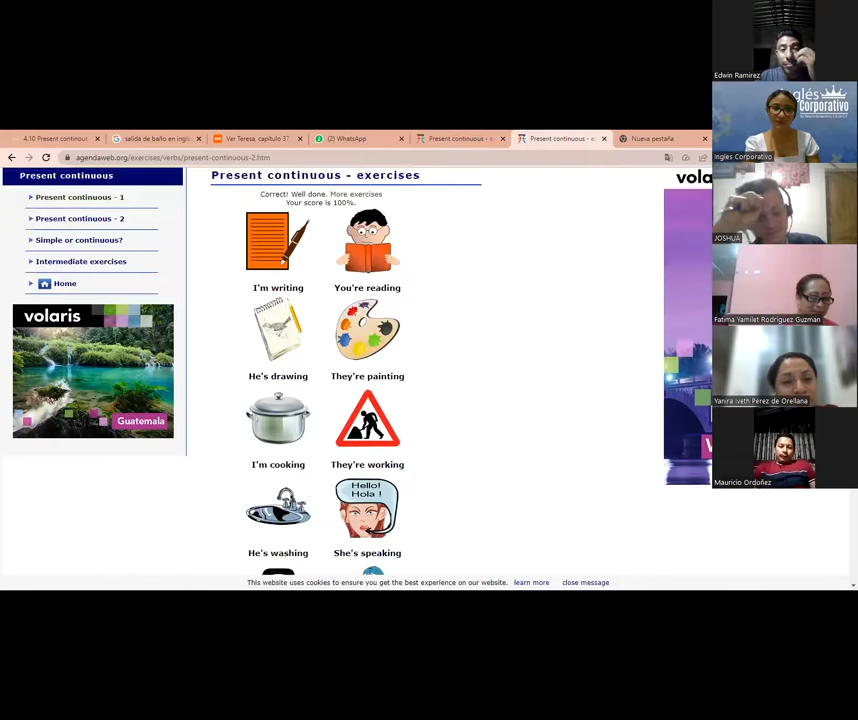 4.10 Present continuou
salida de baño en inglé
Ver Teresa, capítulo 37
(2) WhatsApp
Present continuous - e
Present continuous - e
Nueva pestaña
agendaweb.org/exercises/verbs/present-continuous-2.htm
Present continuous
Present continuous - 1
Present continuous - 2
Simple or continuous?
Intermediate exercises
Home
volaris
Guatemala
Present continuous - exercises
Correct! Well done. More exercises
Your score is 100%.
I'm writing
You're reading
He's drawing
They're painting
I'm cooking
They're working
Hello!
Hola !
He's washing
She's speaking
This website uses cookies to ensure you get the best experience on our website. learn more close message
vola
Edwin Ramirez
nglés
Corporativo
Ingles Corporativo
JOSHUA
Fatima Yamilet Rodriguez Guzman
Yanira Iveth Pérez de Orellana
Mauricio Ordoñez